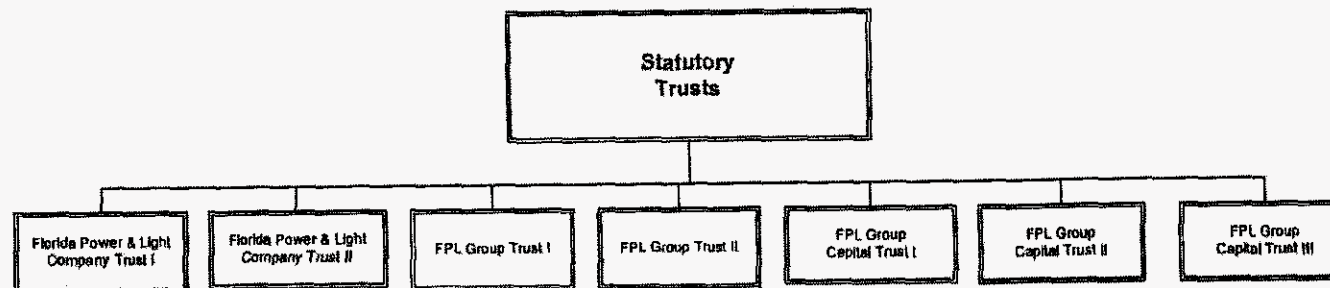 Statutory
Trusts
Florida Power & Light
Company Trust I
Florida Power & Light
Company Trust II
FPL Group Trust I
FPL Group Trust II
FPL Group
Capital Trust I
FPL Group
Capital Trust II
FPL Group
Capital Trust III